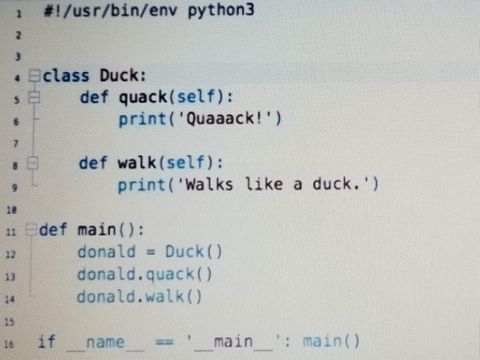 1 #!/usr/bin/env python3
2
3
4 class Duck:
5     def quack(self):
6         print('Quaaack!')
7
8     def walk(self):
9         print('Walks like a duck.')
10
11 def main():
12     donald = Duck()
13     donald.quack()
14     donald.walk()
15
16 if __name__ == '__main__': main()